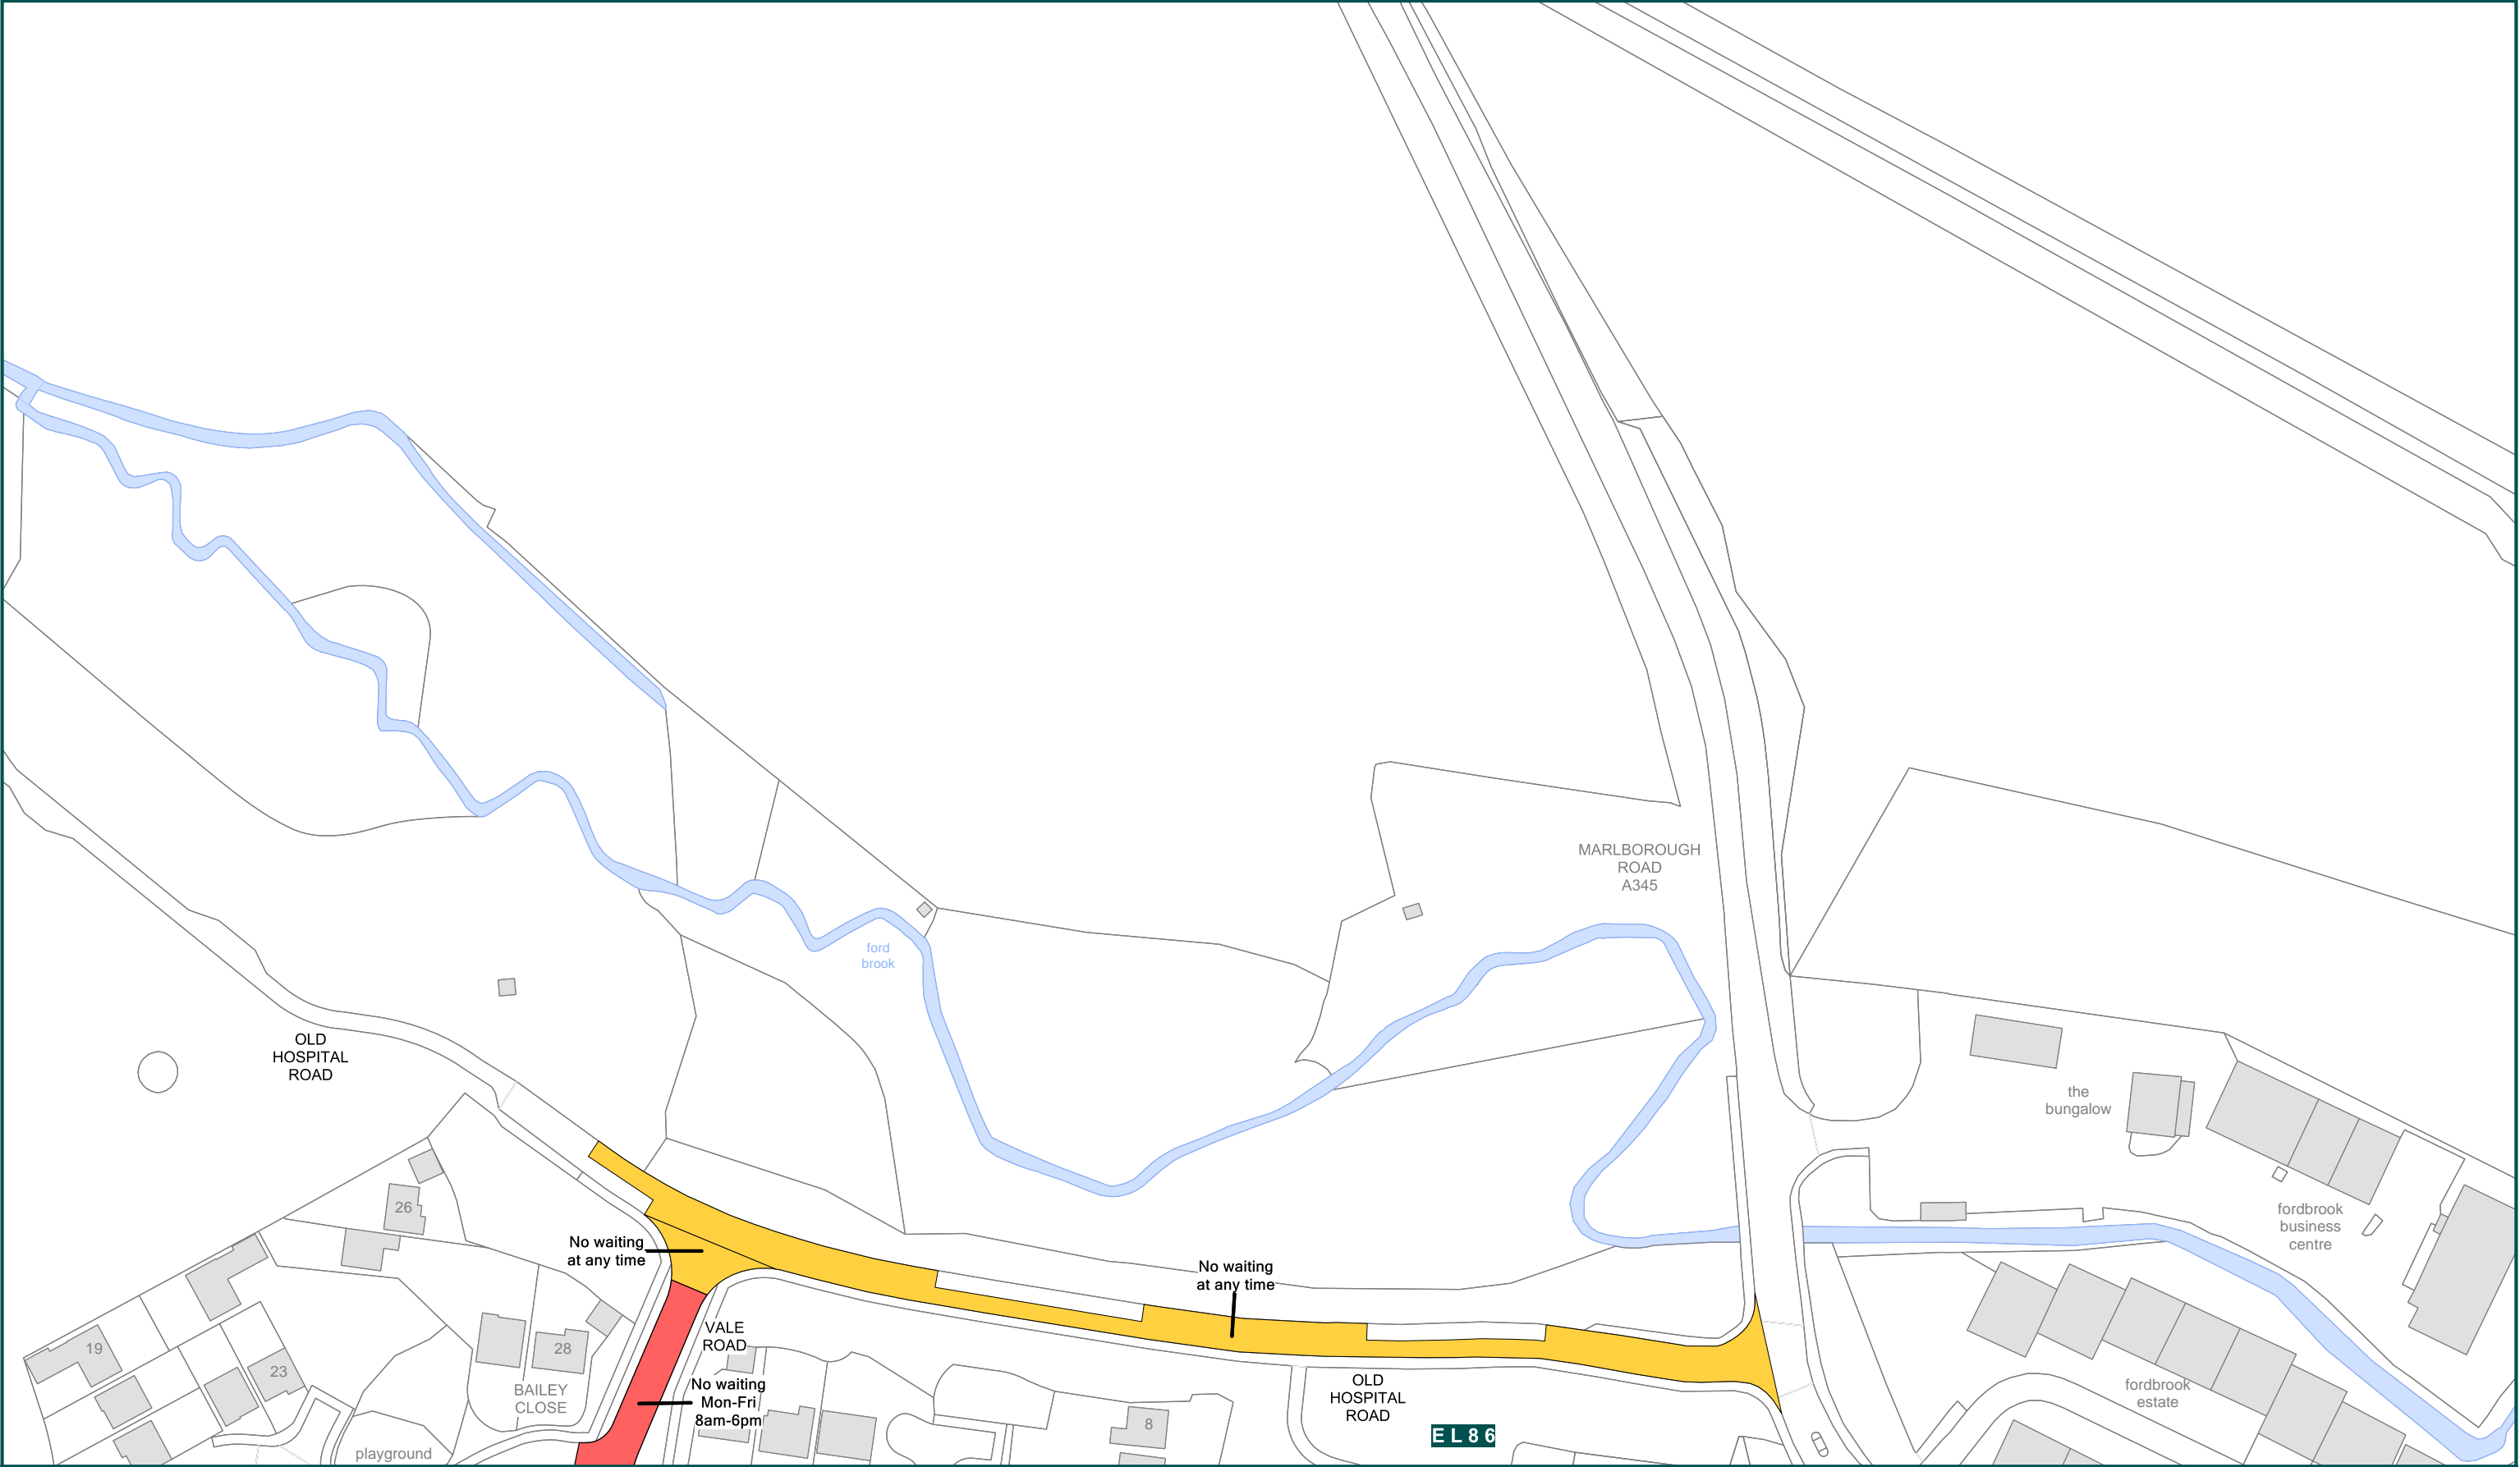 MARLBOROUGH
ROAD
A345
ford
brook
OLD
HOSPITAL
ROAD
the
bungalow
26
fordbrook
business
centre
No waiting
at any time
No waiting
at any time
VALE
ROAD
19
28
23
BAILEY
CLOSE
No waiting
Mon-Fri
8am-6pm
OLD
HOSPITAL
ROAD
fordbrook
estate
8
EL86
playground